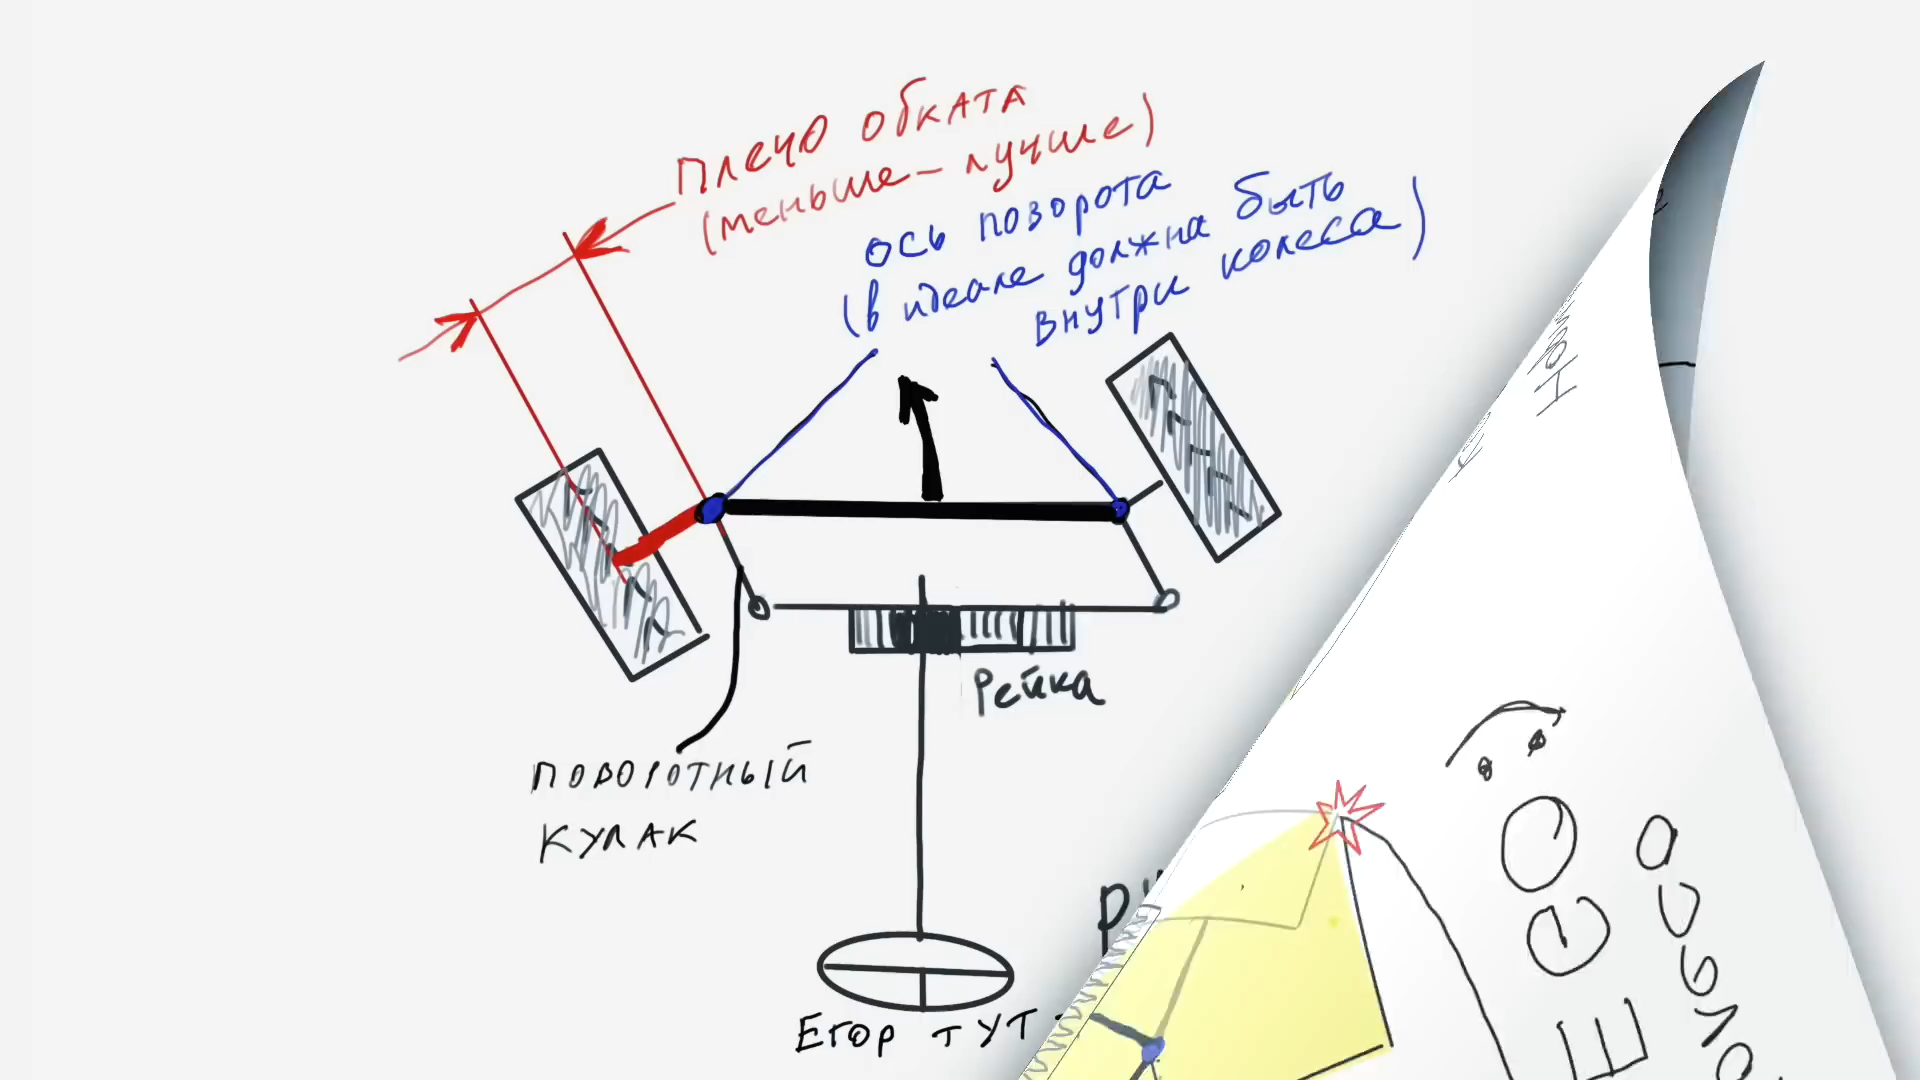 плечо обката
(меньше - лучше)
ось поворота
(в идеале должна быть
внутри колеса)
Рейка
поворотный
кулак
Егор тут